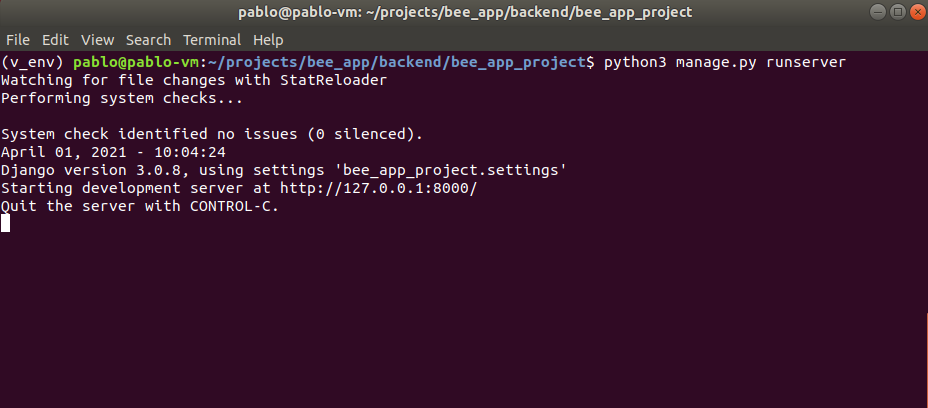 pablo@pablo-vm: ~/projects/bee_app/backend/bee_app_project
File Edit View Search Terminal Help
(v_env) pablo@pablo-vm:~/projects/bee_app/backend/bee_app_project$ python3 manage.py runserver
Watching for file changes with StatReloader
Performing system checks...
System check identified no issues (0 silenced).
April 01, 2021 - 10:04:24
Django version 3.0.8, using settings 'bee_app_project.settings'
Starting development server at http://127.0.0.1:8000/
Quit the server with CONTROL-C.